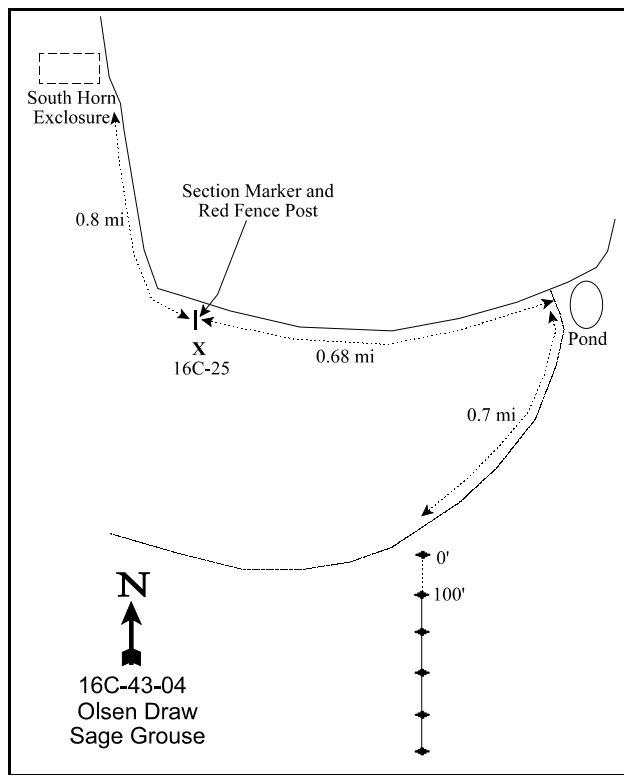 South Horn
Exclosure
Section Marker and
Red Fence Post
0.8 mi
X
16C-25
0.68 mi
Pond
0.7 mi
0'
100'
N
16C-43-04
Olsen Draw
Sage Grouse